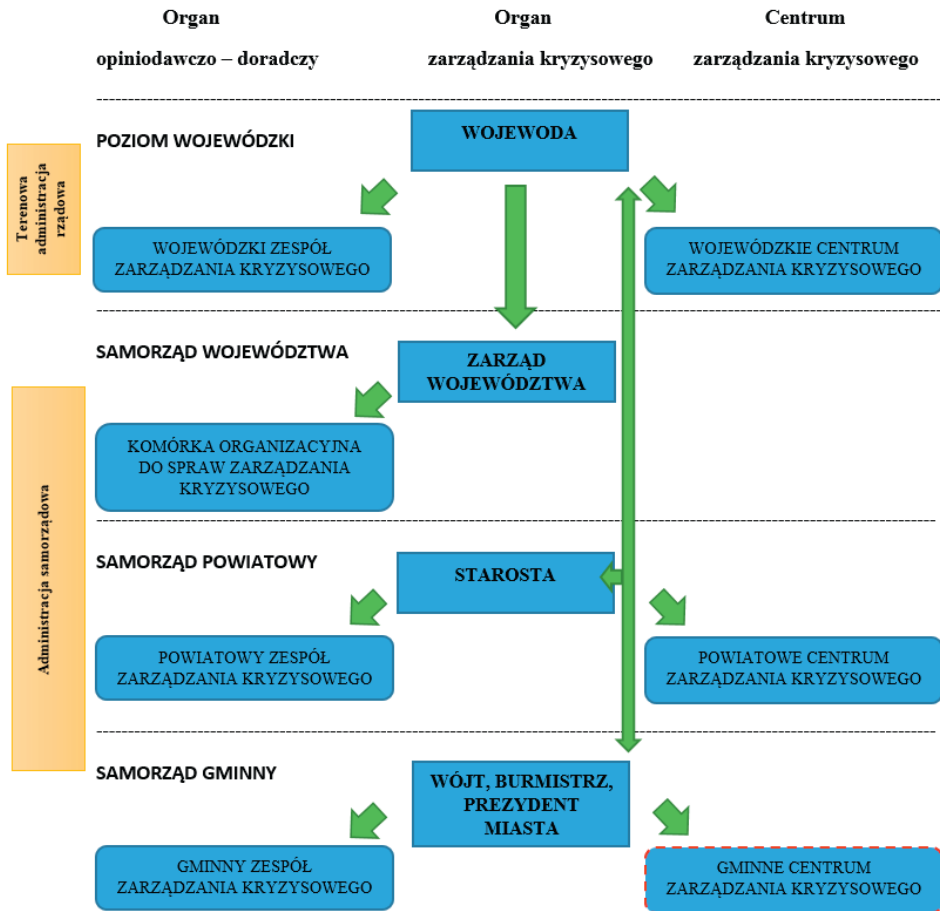 Organ
opiniodawczo – doradczy
Organ
zarządzania kryzysowego
Centrum
zarządzania kryzysowego
Terenowa
administracja
rządowa
POZIOM WOJEWÓDZKI
WOJEWODA
WOJEWÓDZKI ZESPÓŁ
ZARZĄDZANIA KRYZYSOWEGO
WOJEWÓDZKIE CENTRUM
ZARZĄDZANIA KRYZYSOWEGO
Administracja samorządowa
SAMORZĄD WOJEWÓDZTWA
ZARZĄD
WOJEWÓDZTWA
KOMÓRKA ORGANIZACYJNA
DO SPRAW ZARZĄDZANIA
KRYZYSOWEGO
SAMORZĄD POWIATOWY
STAROSTA
POWIATOWY ZESPÓŁ
ZARZĄDZANIA KRYZYSOWEGO
POWIATOWE CENTRUM
ZARZĄDZANIA KRYZYSOWEGO
SAMORZĄD GMINNY
WÓJT, BURMISTRZ,
PREZYDENT
MIASTA
GMINNY ZESPÓŁ
ZARZĄDZANIA KRYZYSOWEGO
GMINNE CENTRUM
ZARZĄDZANIA KRYZYSOWEGO